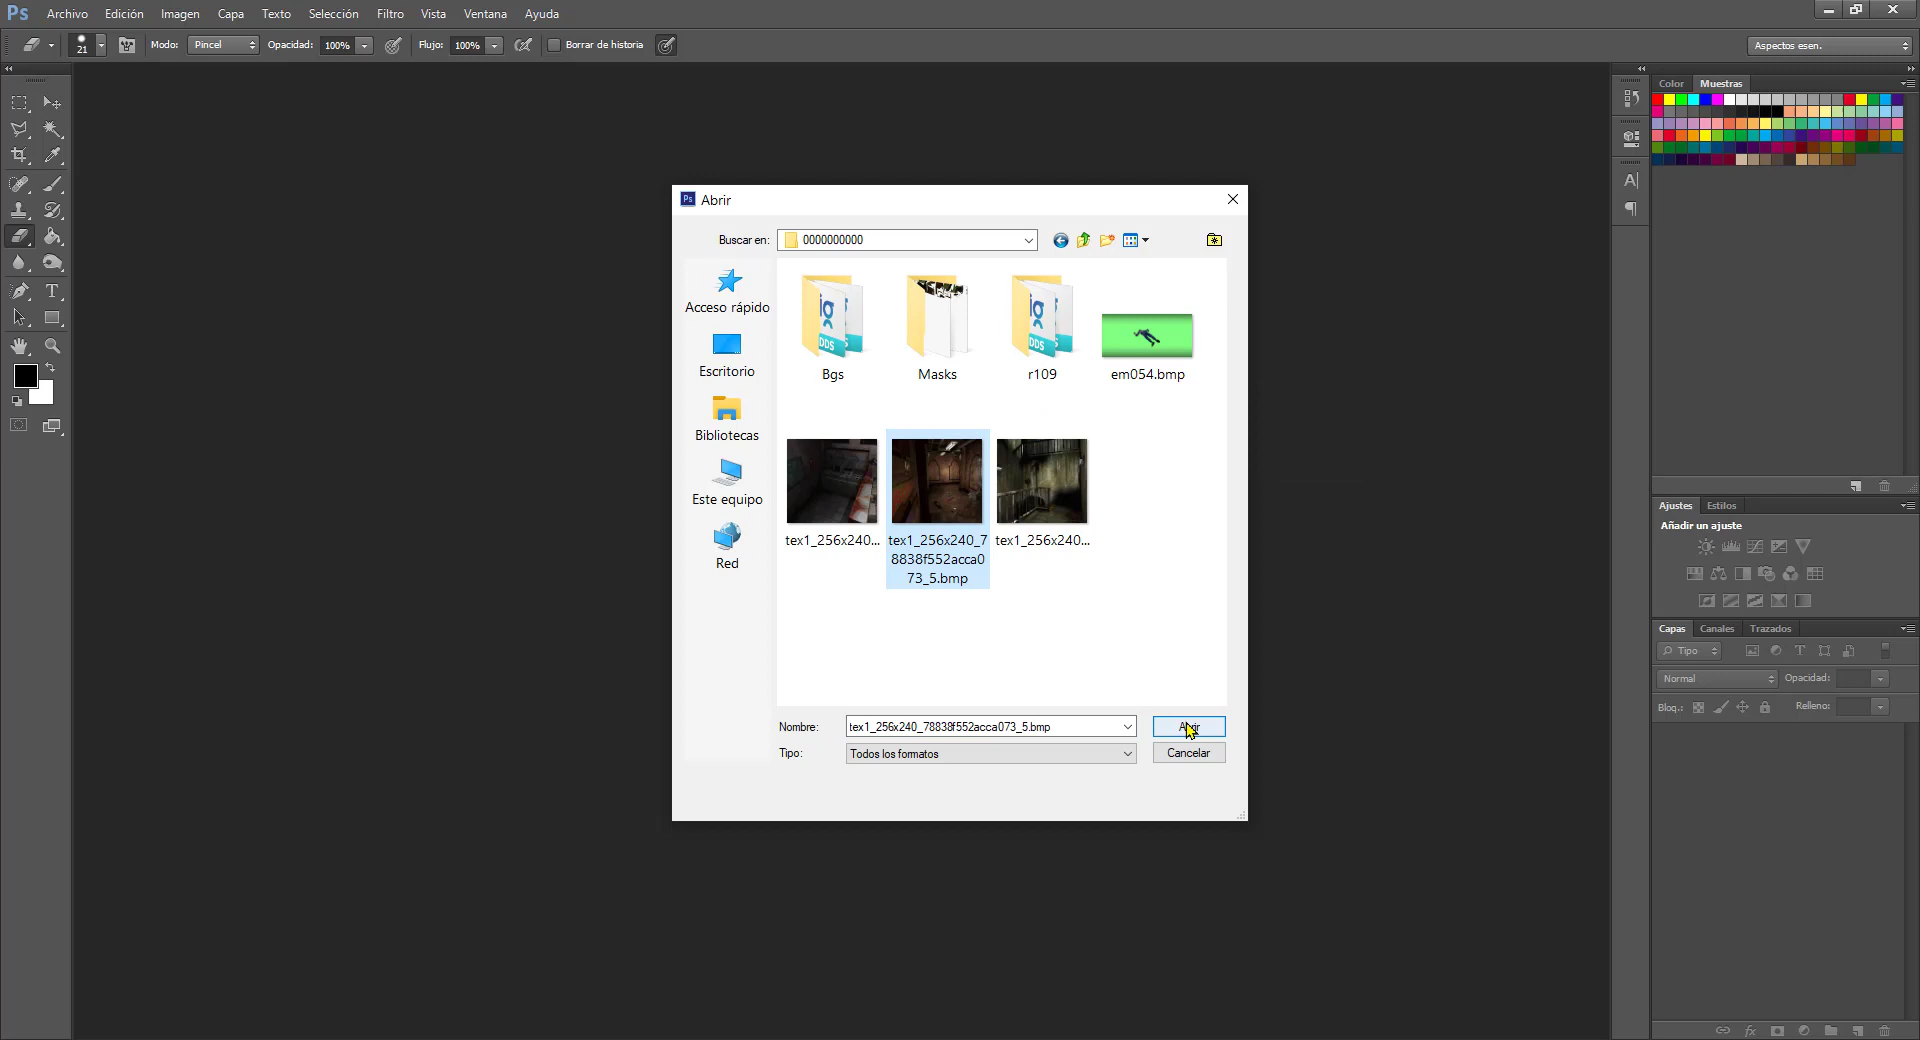 Ps Archivo Edición Imagen Capa Texto Selección Filtro Vista Ventana Ayuda
21 Modo: Pincel Opacidad: 100% Flujo: 100% Borrar de historia Aspectos esen.
Color Muestras
Ps Abrir
Buscar en: 0000000000
Acceso rápido
Escritorio
Bibliotecas
Este equipo
Red
Bgs Masks r109 em054.bmp
tex1_256x240... tex1_256x240_7 tex1_256x240...
8838f552acca0
73_5.bmp
Nombre: tex1_256x240_78838f552acca073_5.bmp Abrir
Tipo: Todos los formatos Cancelar
Ajustes Estilos
Añadir un ajuste
Capas Canales Trazados
Tipo
Normal Opacidad:
Bloq.: Relleno: